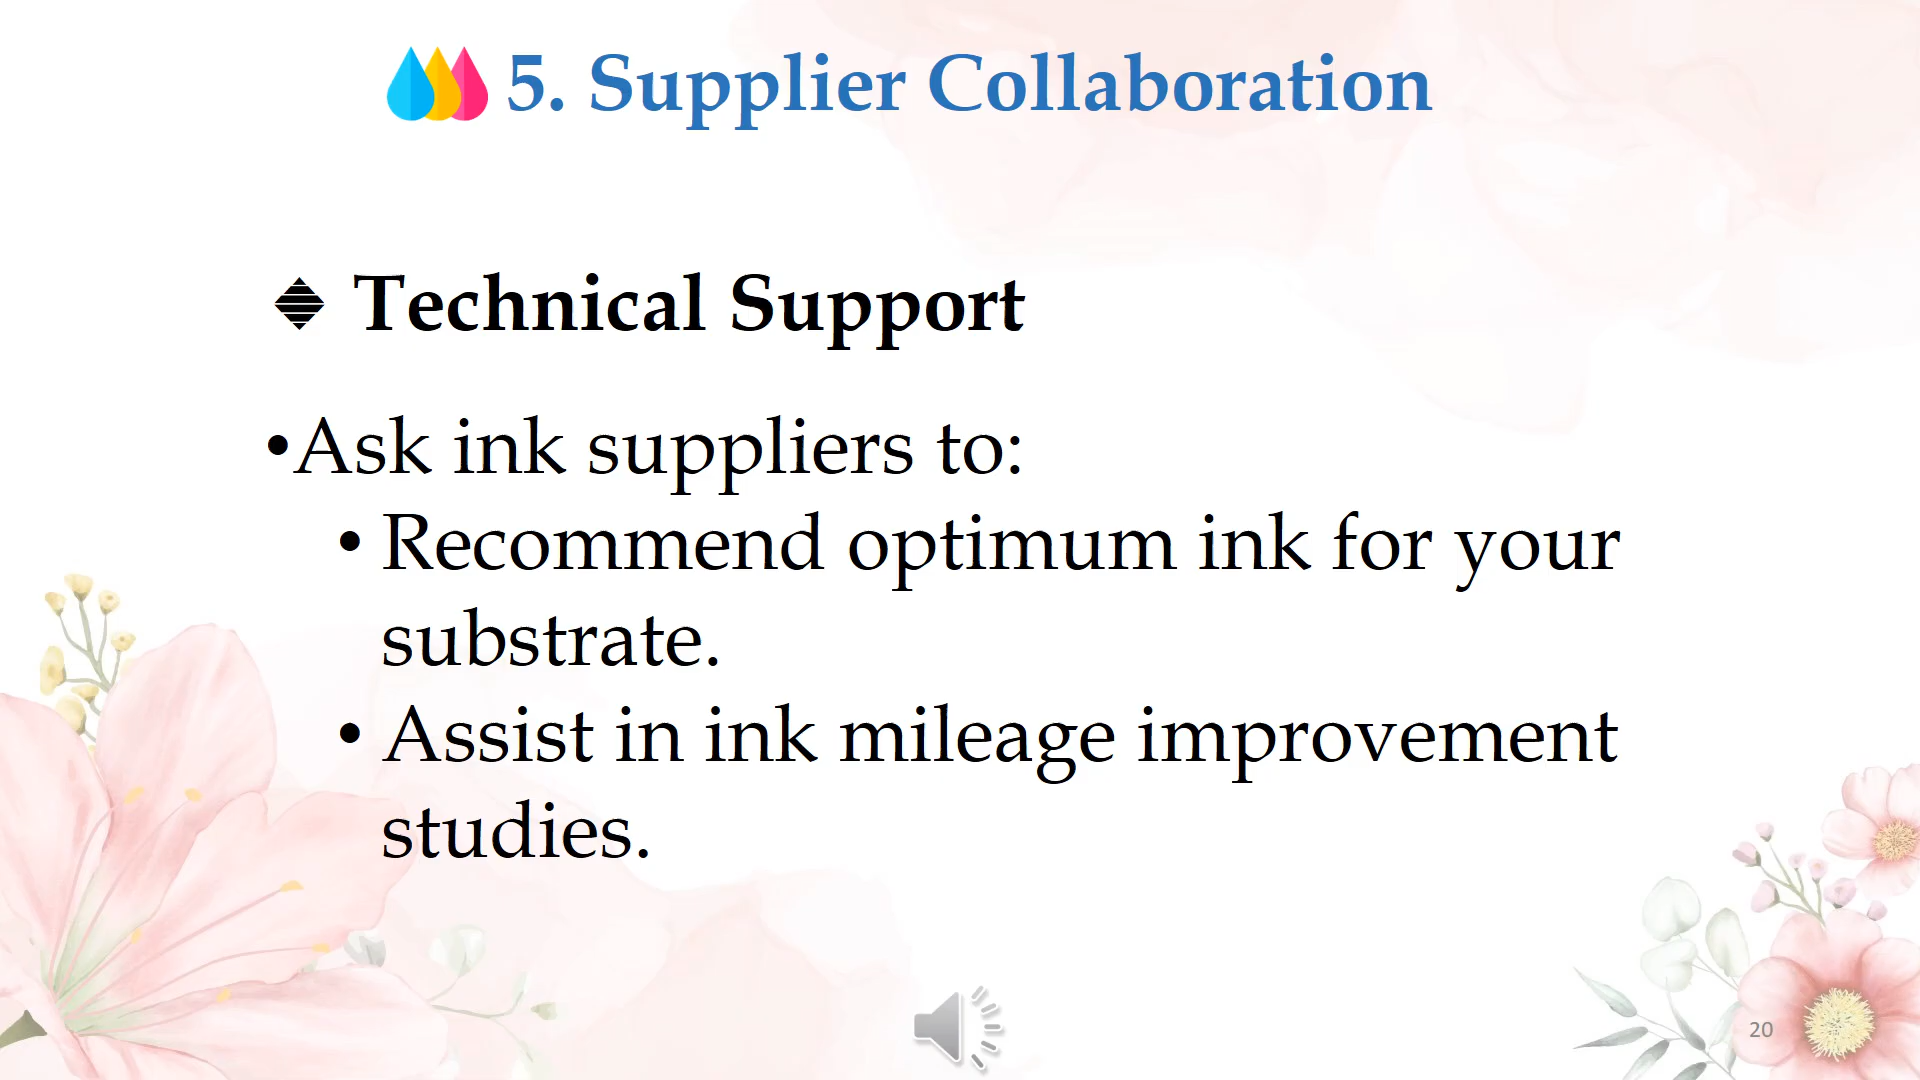 5. Supplier Collaboration
Technical Support
•Ask ink suppliers to:
• Recommend optimum ink for your
substrate.
• Assist in ink mileage improvement
studies.
20